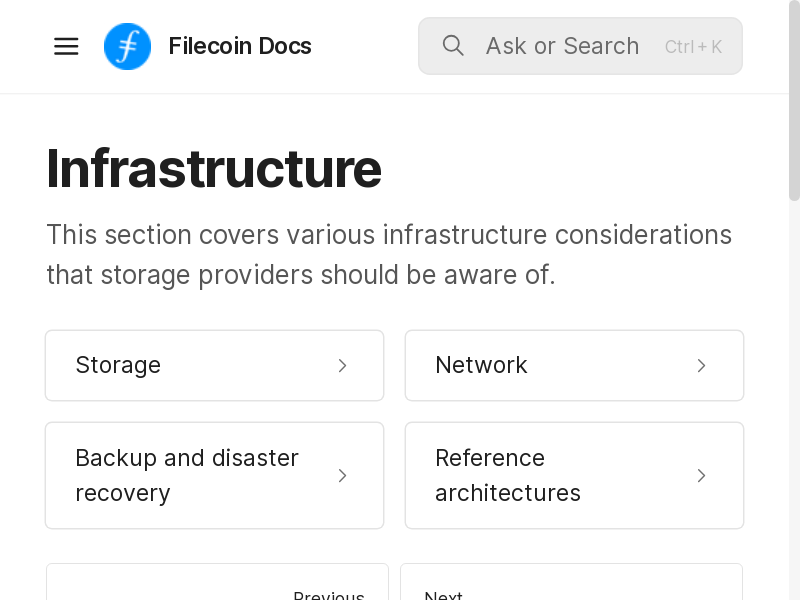 Filecoin Docs
Ask or Search
Ctrl + K
Infrastructure
This section covers various infrastructure considerations
that storage providers should be aware of.
Storage
Network
Backup and disaster
recovery
Reference
architectures
Previous
Next